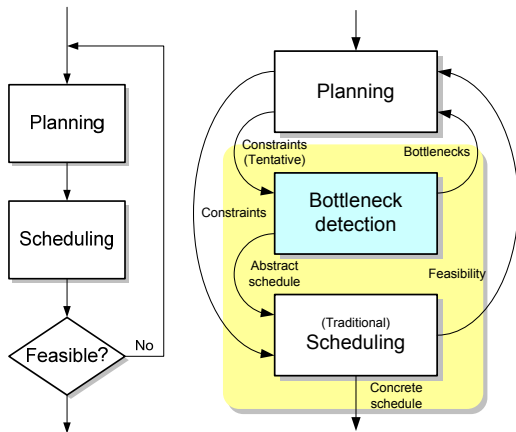 Planning
Scheduling
Feasible?
No
Planning
Constraints
(Tentative)
Bottlenecks
Bottleneck
detection
Constraints
Abstract
schedule
Feasibility
(Traditional)
Scheduling
Concrete
schedule